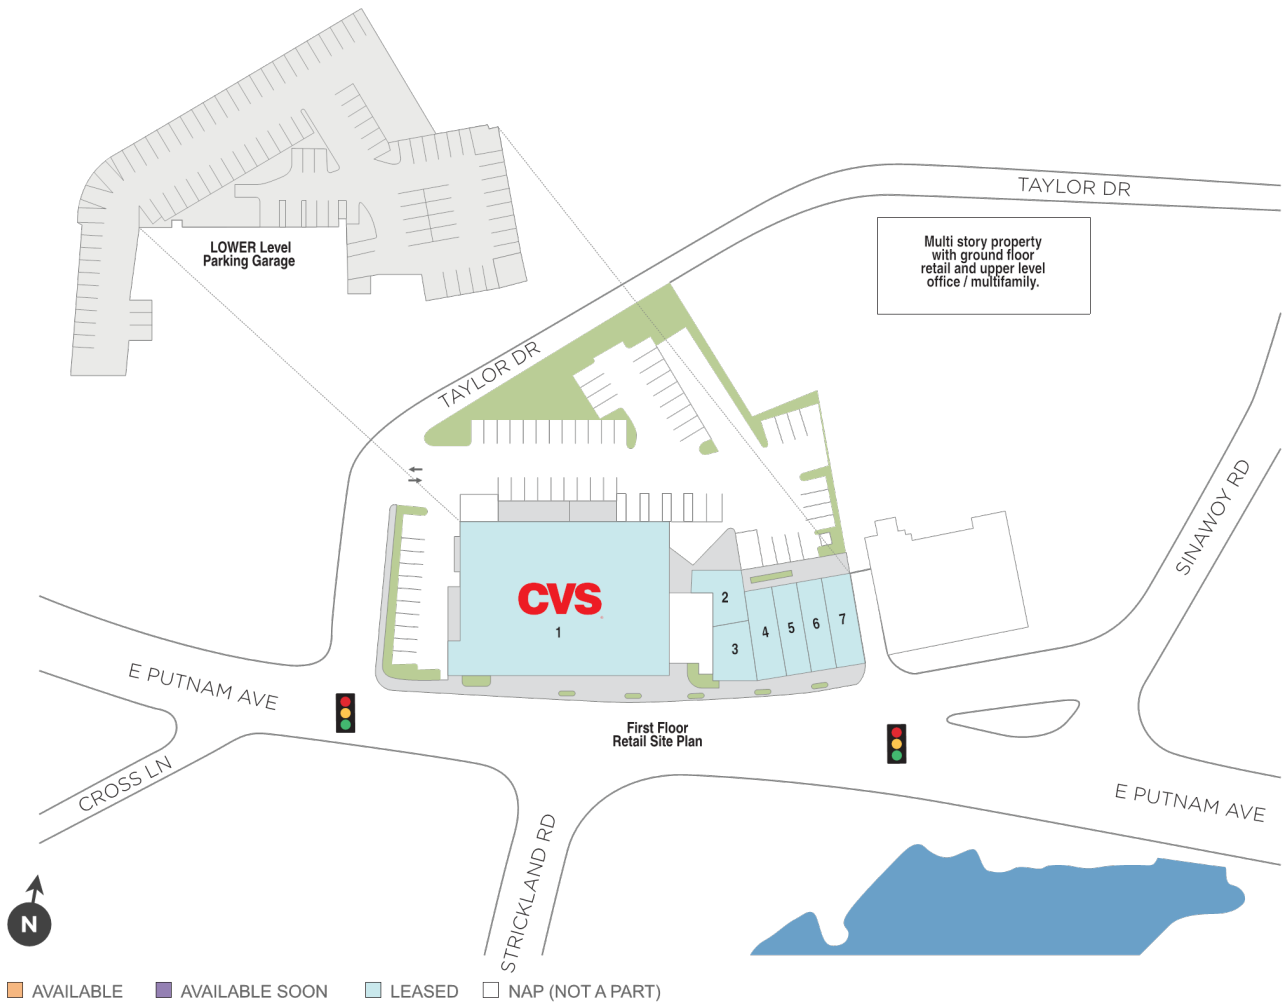 TAYLOR DR
LOWER Level
Parking Garage
Multi story property
with ground floor
retail and upper level
office / multifamily.
TAYLOR DR
SINAWOY RD
CVS
1
2
3
4
5
6
7
E PUTNAM AVE
First Floor
Retail Site Plan
CROSS LN
E PUTNAM AVE
STRICKLAND RD
N
AVAILABLE
AVAILABLE SOON
LEASED
NAP (NOT A PART)